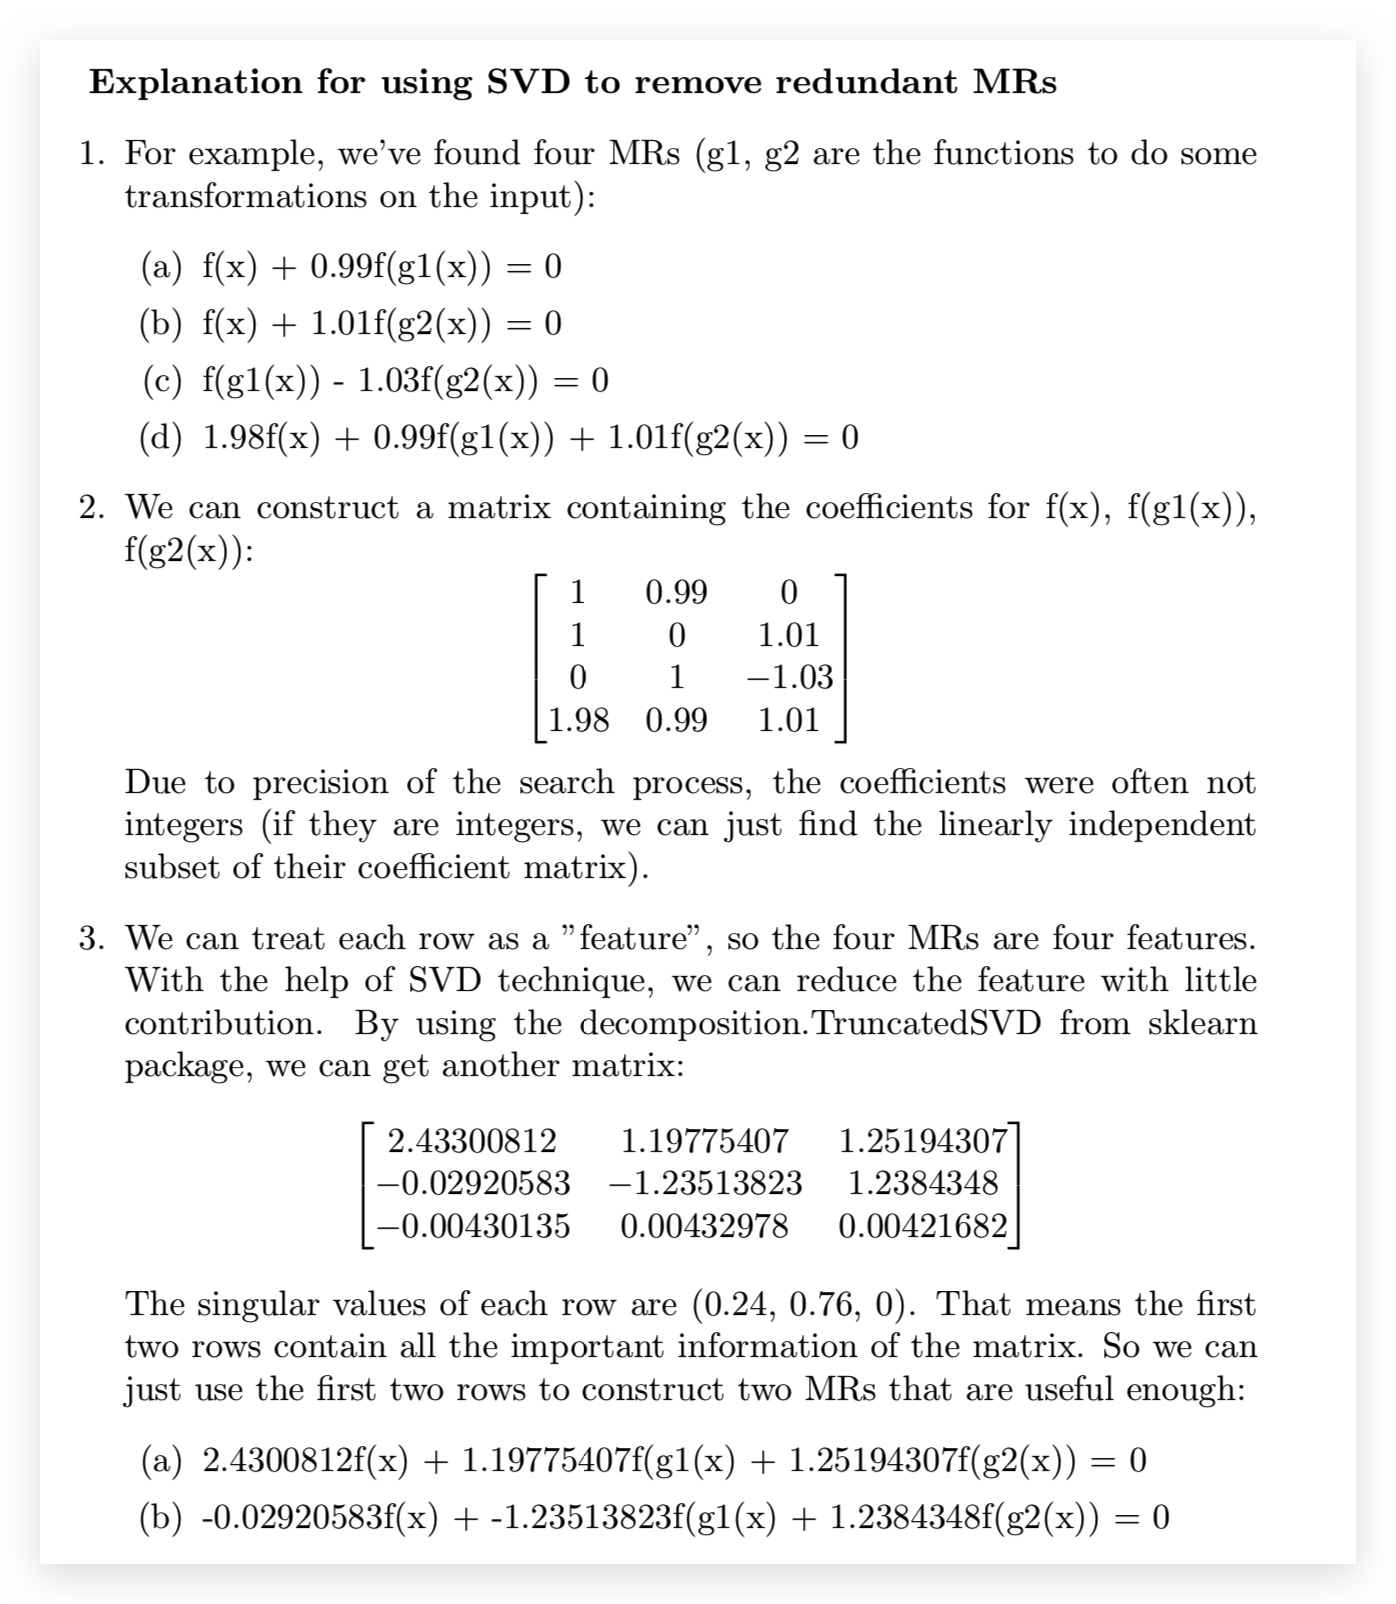 Explanation for using SVD to remove redundant MRs
1. For example, we've found four MRs (g1, g2 are the functions to do some
transformations on the input):
(a) f(x) + 0.99f(g1(x)) = 0
(b) f(x) + 1.01f(g2(x)) = 0
(c) f(g1(x)) - 1.03f(g2(x)) = 0
(d) 1.98f(x) + 0.99f(g1(x)) + 1.01f(g2(x)) = 0
2. We can construct a matrix containing the coefficients for f(x), f(g1(x)),
f(g2(x)):
1 0.99 0
1 0 1.01
0 1 −1.03
1.98 0.99 1.01
Due to precision of the search process, the coefficients were often not
integers (if they are integers, we can just find the linearly independent
subset of their coefficient matrix).
3. We can treat each row as a ”feature”, so the four MRs are four features.
With the help of SVD technique, we can reduce the feature with little
contribution. By using the decomposition.TruncatedSVD from sklearn
package, we can get another matrix:
2.43300812 1.19775407 1.25194307
−0.02920583 −1.23513823 1.2384348
−0.00430135 0.00432978 0.00421682
The singular values of each row are (0.24, 0.76, 0). That means the first
two rows contain all the important information of the matrix. So we can
just use the first two rows to construct two MRs that are useful enough:
(a) 2.4300812f(x) + 1.19775407f(g1(x) + 1.25194307f(g2(x)) = 0
(b) -0.02920583f(x) + -1.23513823f(g1(x) + 1.2384348f(g2(x)) = 0